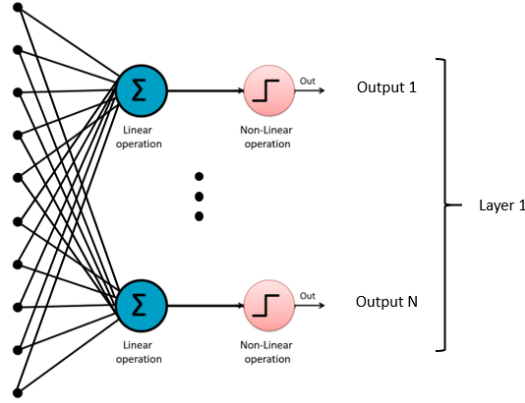 Σ
Out
Output 1
Linear
operation
Non-Linear
operation
Layer 1
Σ
Out
Output N
Linear
operation
Non-Linear
operation